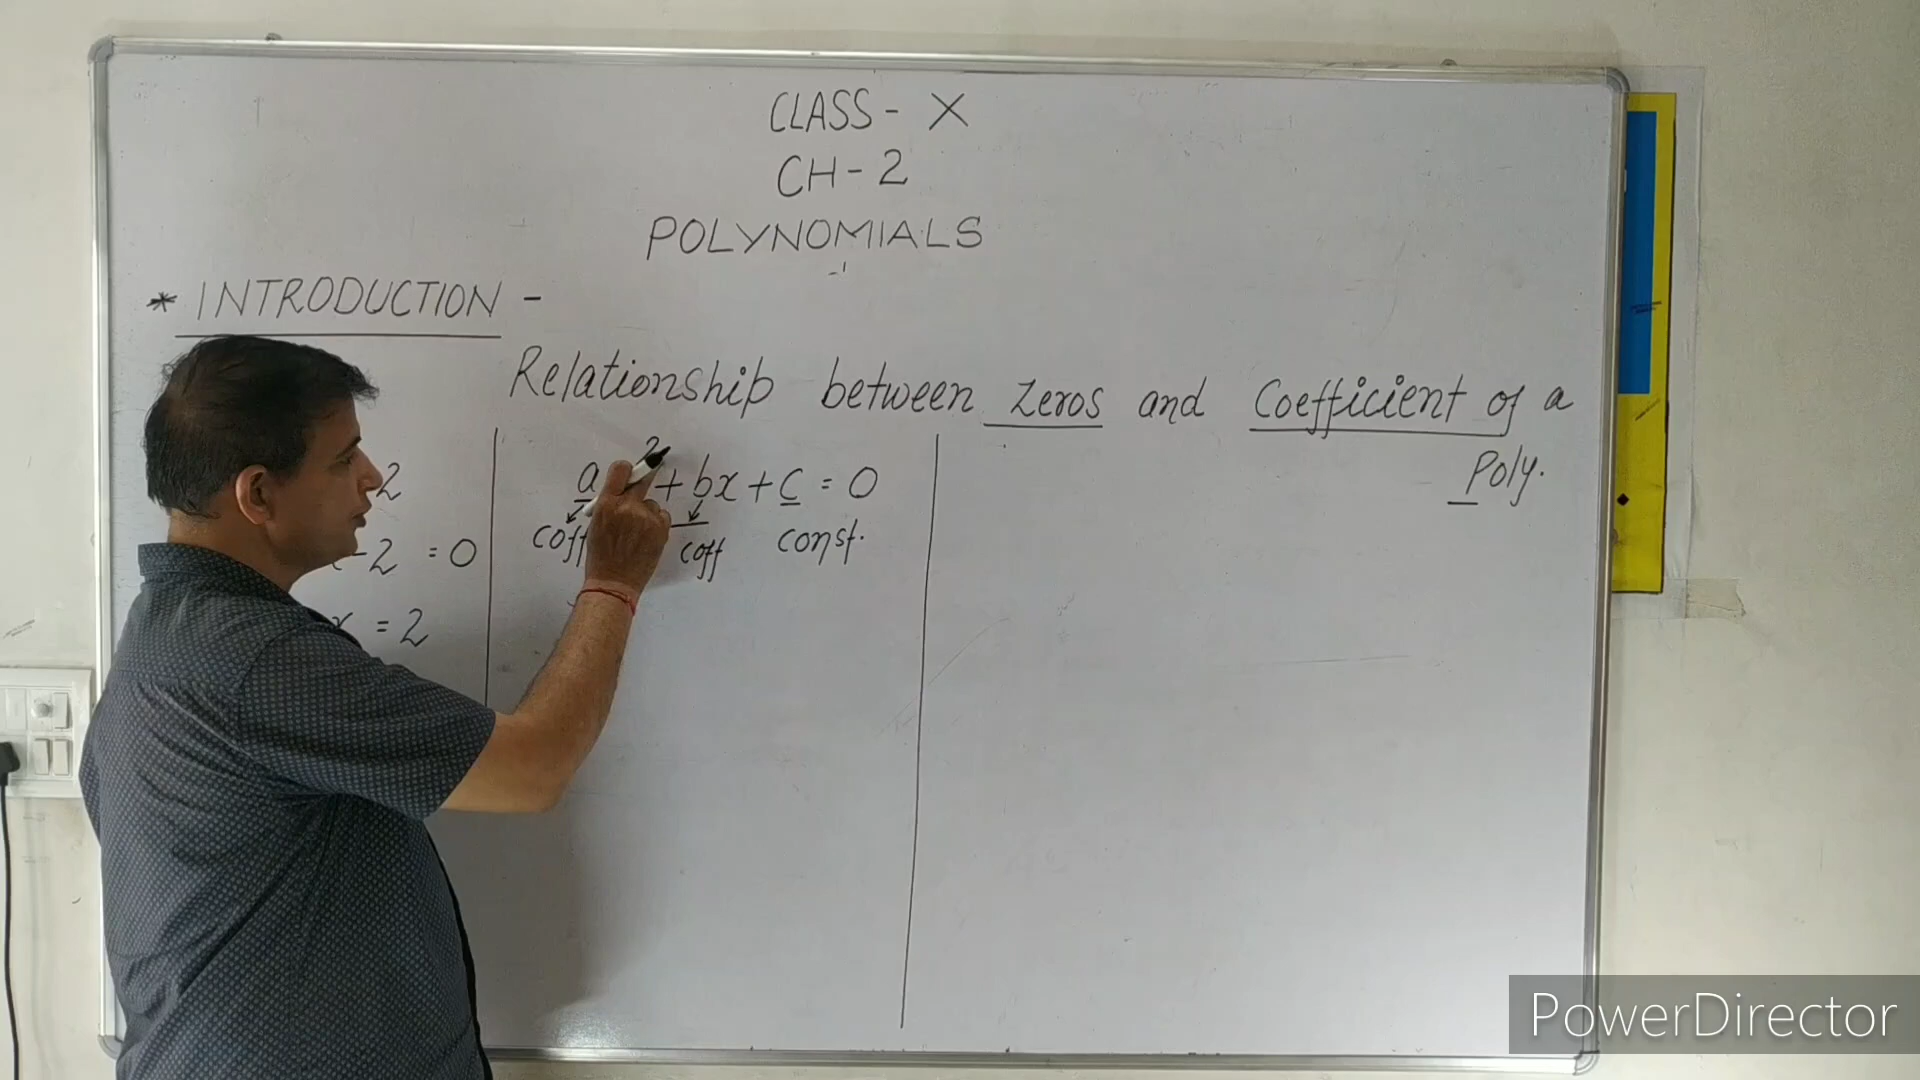 CLASS - X
CH - 2
POLYNOMIALS
* INTRODUCTION -
Relationship between zeros and Coefficient of a
Poly.
2
-2 = 0
x = 2
a 2 + bx + c = 0
coff coff const.
PowerDirector